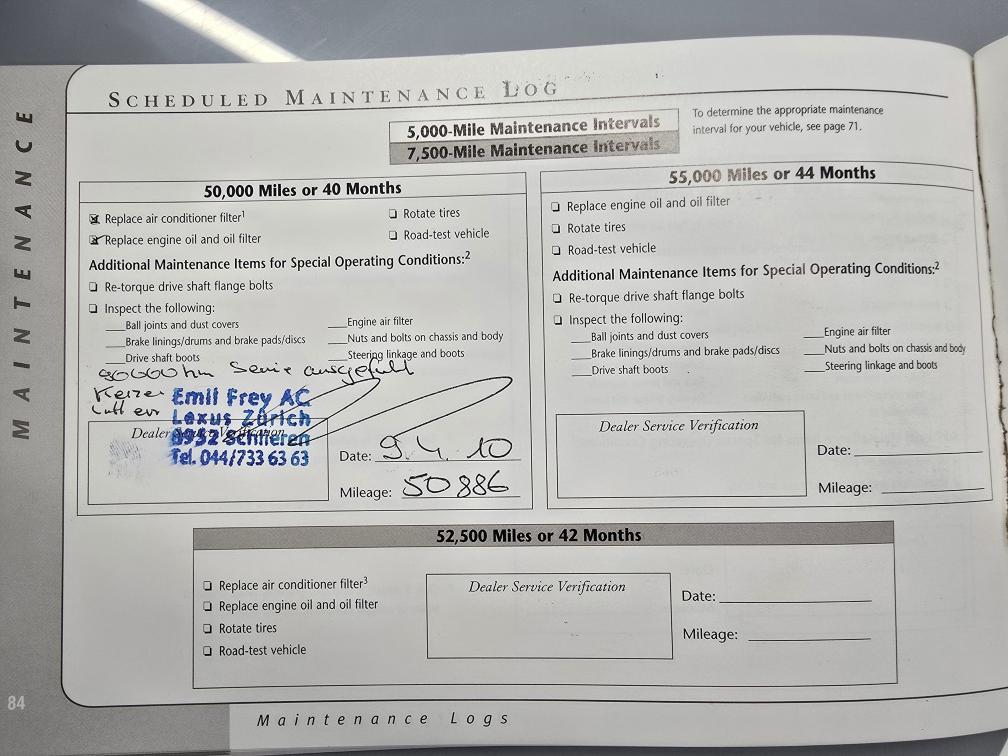 MAINTENANCE
SCHEDULED MAINTENANCE LOG
5,000-Mile Maintenance Intervals
7,500-Mile Maintenance Intervals
To determine the appropriate maintenance
interval for your vehicle, see page 71.
50,000 Miles or 40 Months
Replace air conditioner filter¹
Rotate tires
Replace engine oil and oil filter
Road-test vehicle
Additional Maintenance Items for Special Operating Conditions:²
Re-torque drive shaft flange bolts
Inspect the following:
Ball joints and dust covers
Engine air filter
Brake linings/drums and brake pads/discs
Nuts and bolts on chassis and body
Drive shaft boots
Steering linkage and boots
80000 km Service ausgeführt
Kerzen
Emil Frey AG
Lexus Zürich
8952 Schlieren
Tel. 044/733 63 63
Dealer Service Verification
Date: 9.4.10
Mileage: 50886
55,000 Miles or 44 Months
Replace engine oil and oil filter
Rotate tires
Road-test vehicle
Additional Maintenance Items for Special Operating Conditions:²
Re-torque drive shaft flange bolts
Inspect the following:
Ball joints and dust covers
Engine air filter
Brake linings/drums and brake pads/discs
Nuts and bolts on chassis and body
Drive shaft boots
Steering linkage and boots
Dealer Service Verification
Date:
Mileage:
52,500 Miles or 42 Months
Replace air conditioner filter³
Replace engine oil and oil filter
Rotate tires
Road-test vehicle
Dealer Service Verification
Date:
Mileage:
84
Maintenance Logs